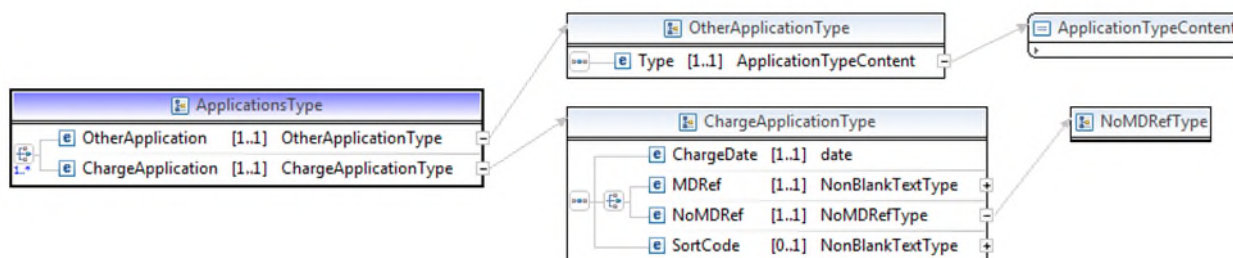 OtherApplicationType
Type [1..1] ApplicationTypeContent
ApplicationTypeContent
ApplicationsType
OtherApplication [1..1] OtherApplicationType
ChargeApplication [1..1] ChargeApplicationType
1..*
ChargeApplicationType
ChargeDate [1..1] date
MDRef [1..1] NonBlankTextType
NoMDRef [1..1] NoMDRefType
SortCode [0..1] NonBlankTextType
NoMDRefType